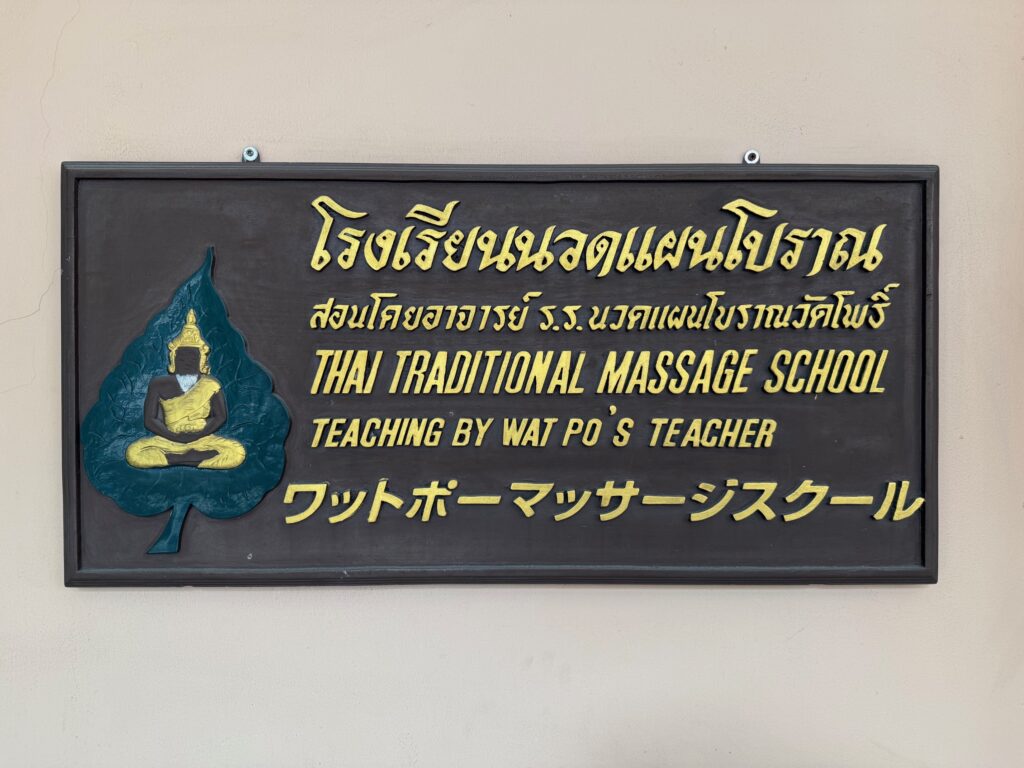 โรงเรียนนวดแผนโบราณ
สอนโดยอาจารย์ ร.ร.นวดแผนโบราณวัดโพธิ์
THAI TRADITIONAL MASSAGE SCHOOL
TEACHING BY WAT PO'S TEACHER
ワットポーマッサージスクール